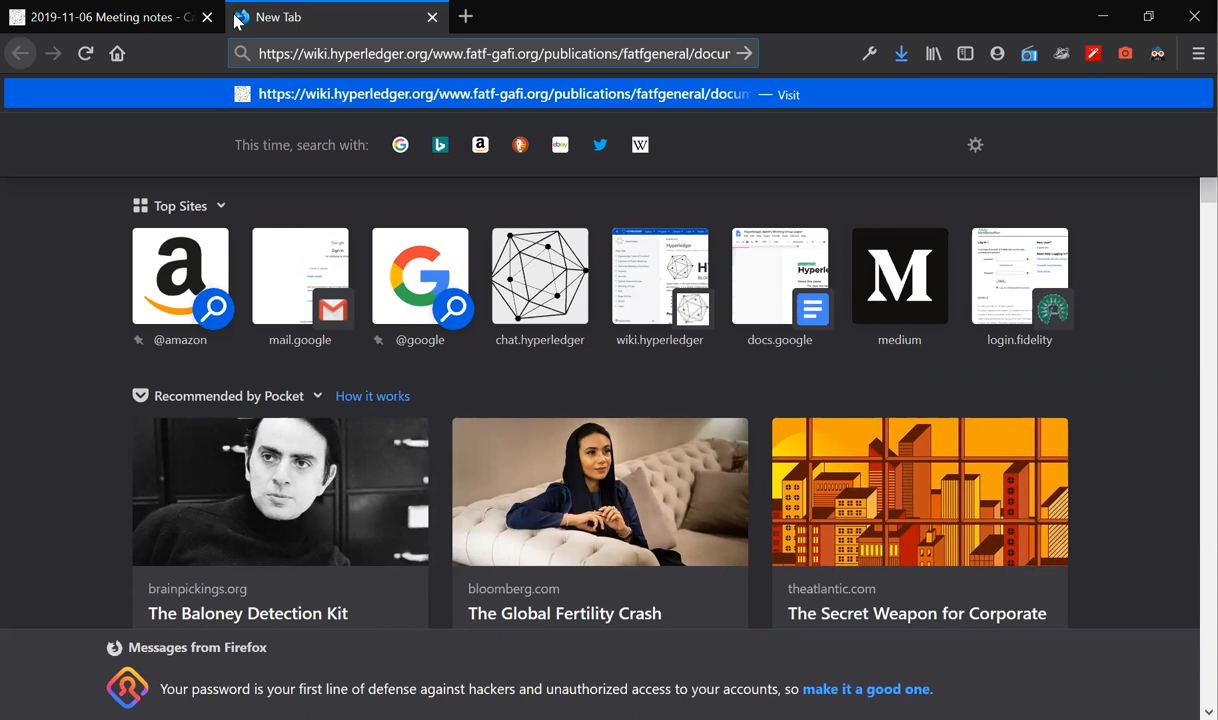 2019-11-06 Meeting notes -
New Tab
https://wiki.hyperledger.org/www.fatf-gafi.org/publications/fatfgeneral/docur
https://wiki.hyperledger.org/www.fatf-gafi.org/publications/fatfgeneral/docum — Visit
This time, search with:
Top Sites
@amazon
mail.google
@google
chat.hyperledger
wiki.hyperledger
docs.google
medium
login.fidelity
Recommended by Pocket
How it works
brainpickings.org
The Baloney Detection Kit
bloomberg.com
The Global Fertility Crash
theatlantic.com
The Secret Weapon for Corporate
Messages from Firefox
Your password is your first line of defense against hackers and unauthorized access to your accounts, so make it a good one.